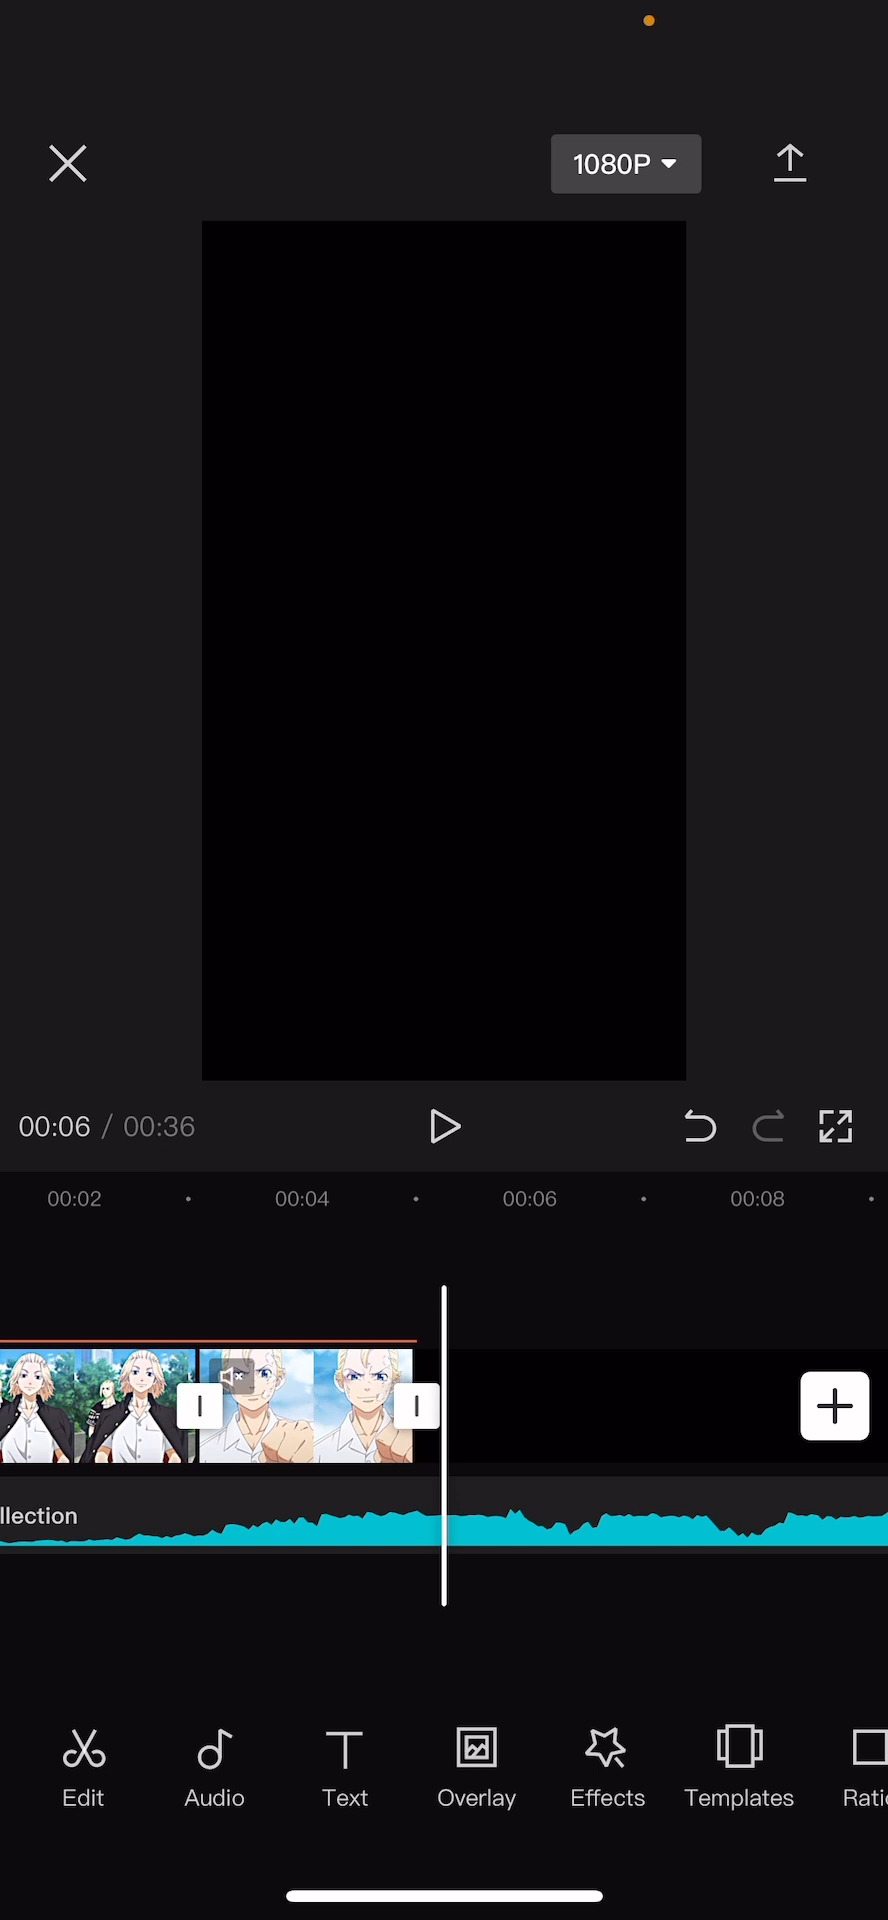 1080P
00:06 / 00:36
00:02 00:04 00:06 00:08
llection
Edit Audio Text Overlay Effects Templates Ratio